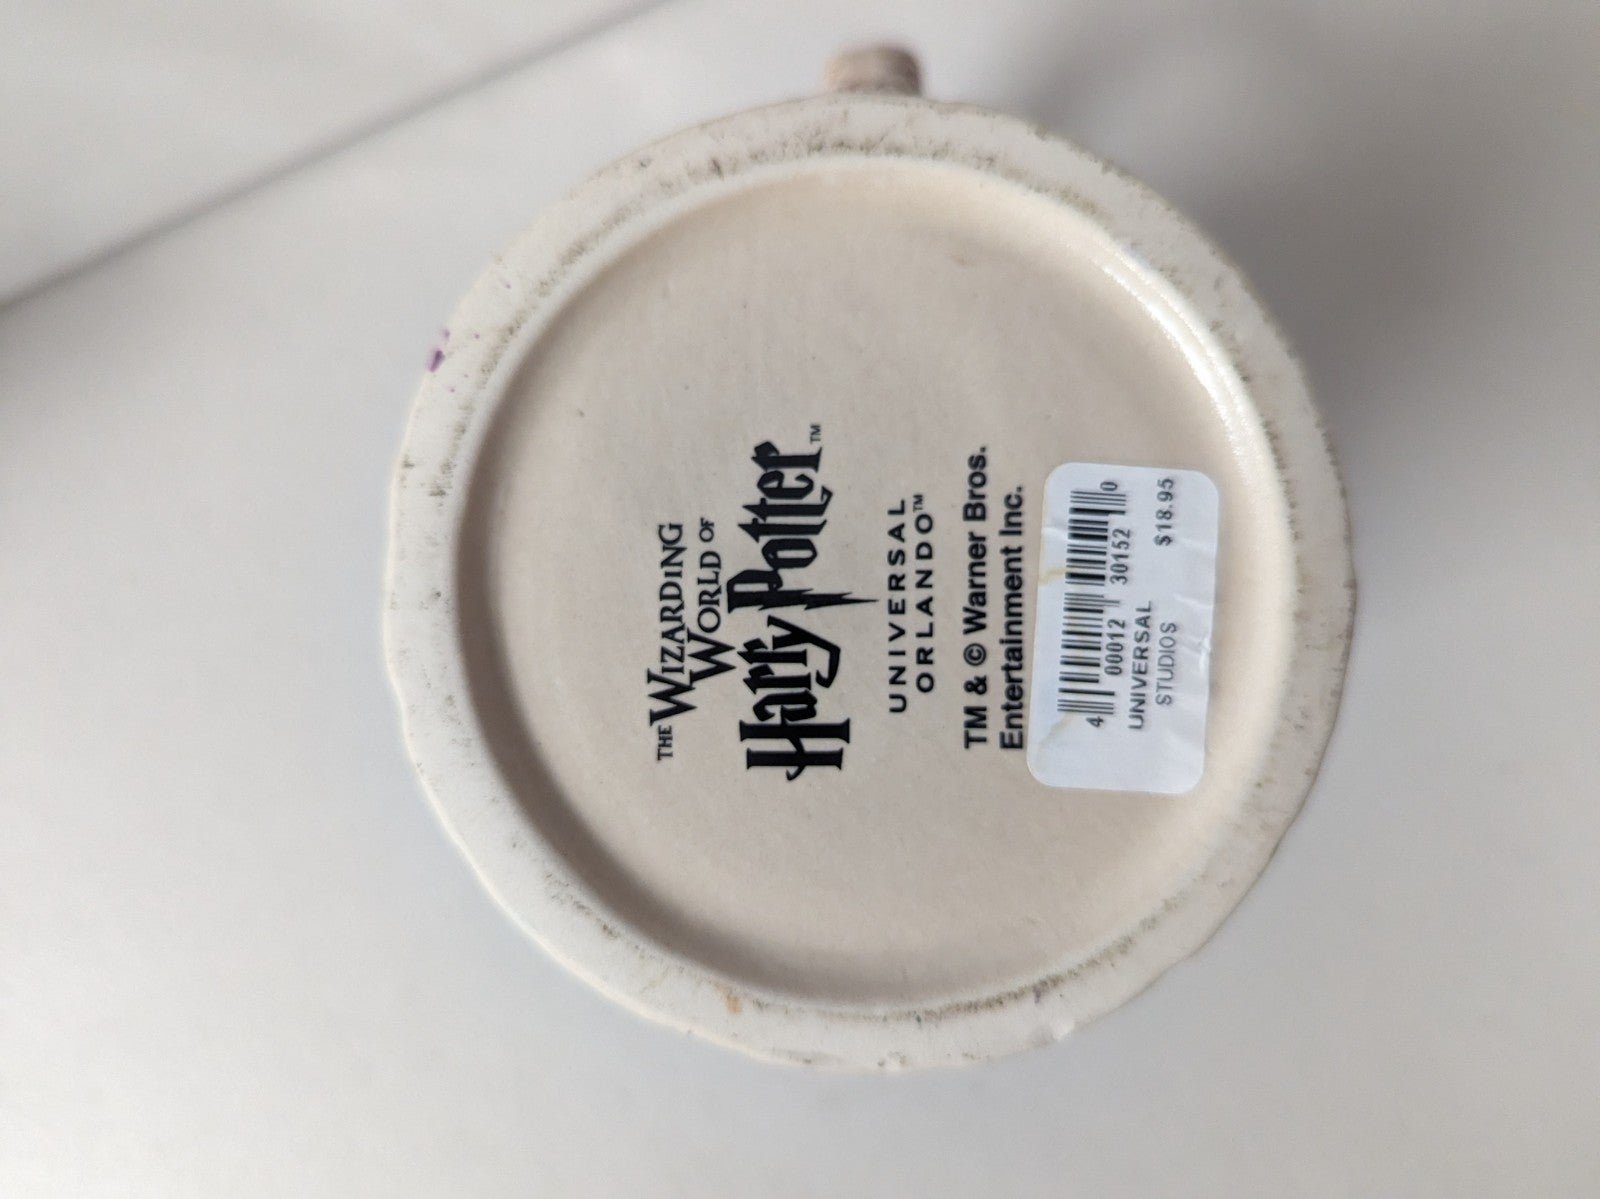 THE WIZARDING
WORLD OF
Harry Potter™
UNIVERSAL
ORLANDO™
TM & © Warner Bros.
Entertainment Inc.
4 00012 30152 0
UNIVERSAL
STUDIOS $18.95